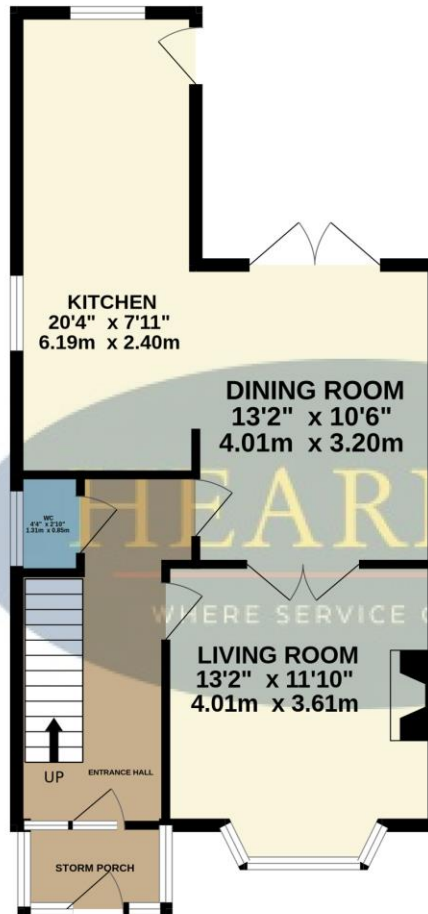 KITCHEN
20'4" x 7'11"
6.19m x 2.40m
DINING ROOM
13'2" x 10'6"
4.01m x 3.20m
WC
4'4" x 2'10"
1.31m x 0.85m
HEARN
WHERE SERVICE
LIVING ROOM
13'2" x 11'10"
4.01m x 3.61m
UP
ENTRANCE HALL
STORM PORCH